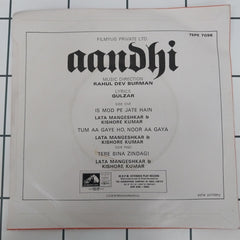 7EPE 7098
FILMYUG PRIVATE LTD.
aandhi
MUSIC DIRECTION
RAHUL DEV BURMAN
LYRICS
GULZAR
SIDE ONE
IS MOD PE JATE HAIN
LATA MANGESHKAR &
KISHORE KUMAR
TUM AA GAYE HO, NOOR AA GAYA
LATA MANGESHKAR &
KISHORE KUMAR
SIDE TWO
TERE BINA ZINDAGI
LATA MANGESHKAR &
KISHORE KUMAR